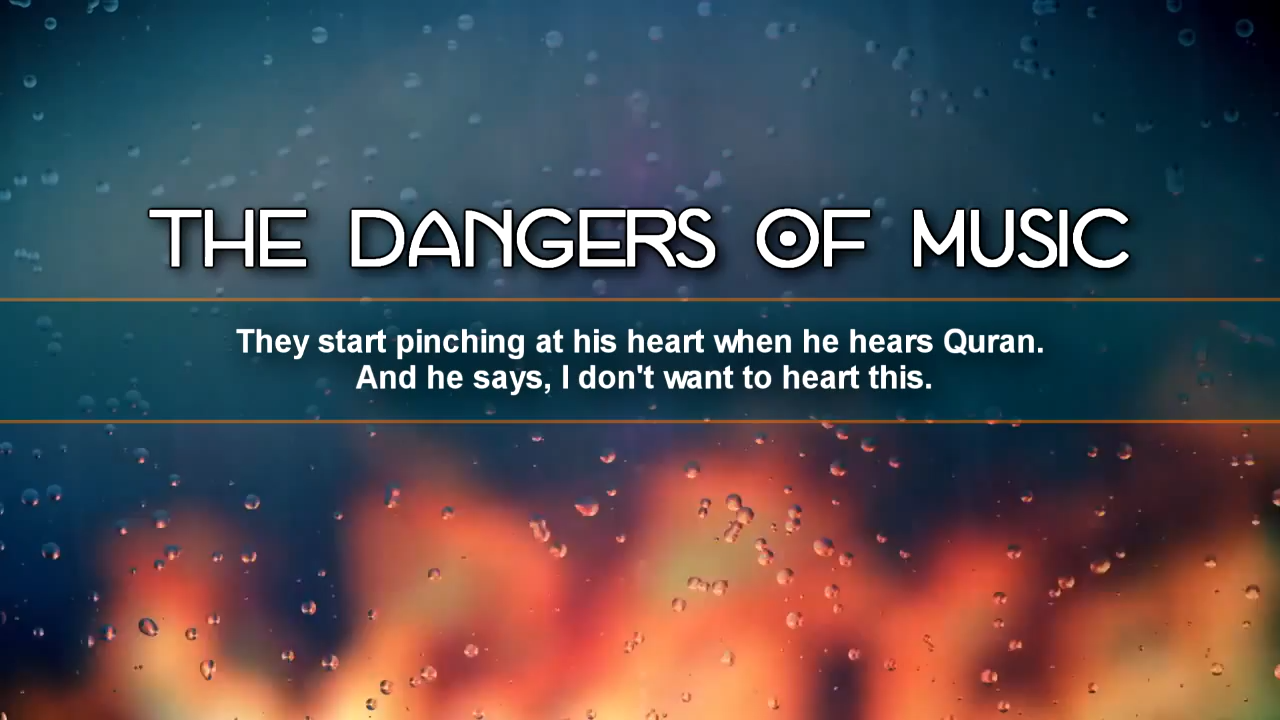 THE DANGERS OF MUSIC
They start pinching at his heart when he hears Quran.
And he says, I don't want to heart this.